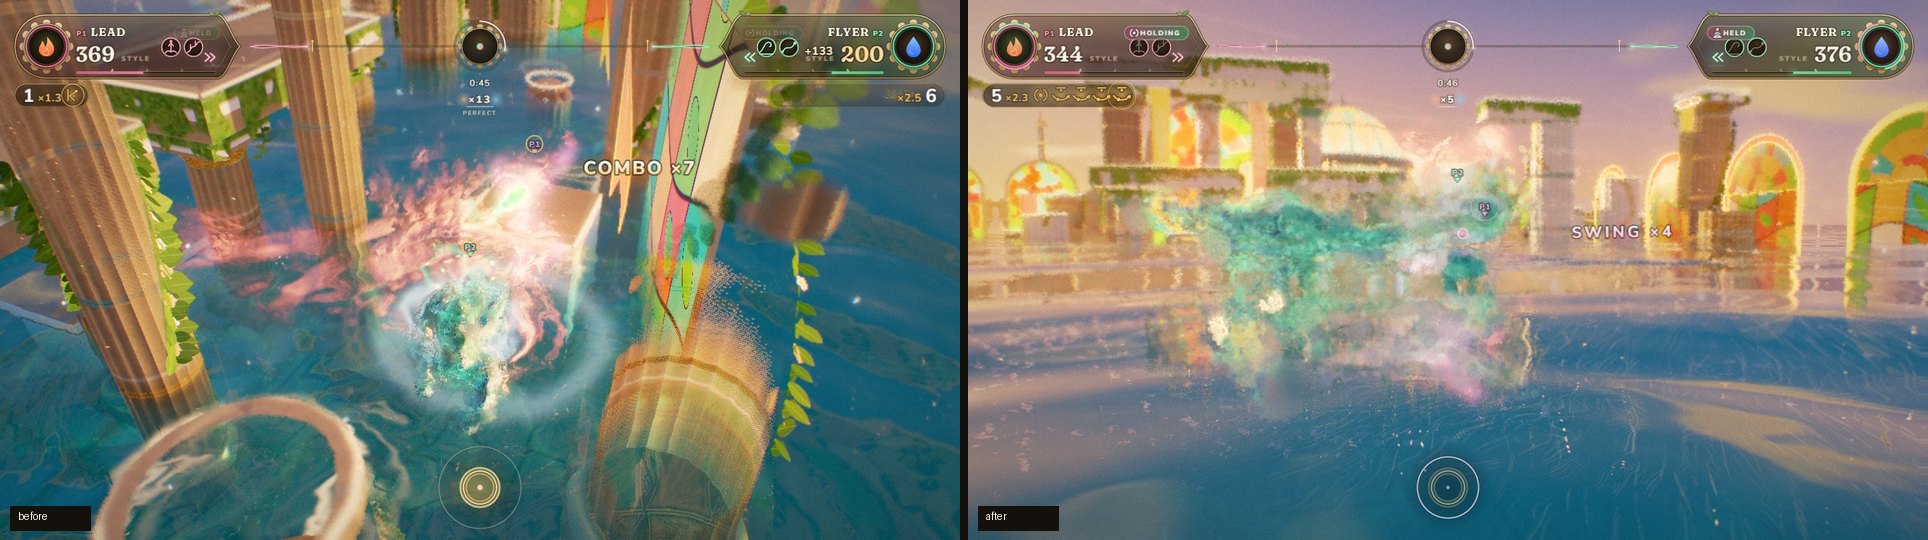 P1 LEAD
HELD
369 STYLE
0:45
×13
PERFECT
HOLDING
FLYER P2
+133
STYLE
200
1 ×1.3
×2.5 6
P1
COMBO ×7
P2
before
P1 LEAD
HOLDING
344 STYLE
0:46
×5
HELD
FLYER P2
STYLE 376
5 ×2.3
P2
P1
SWING ×4
after